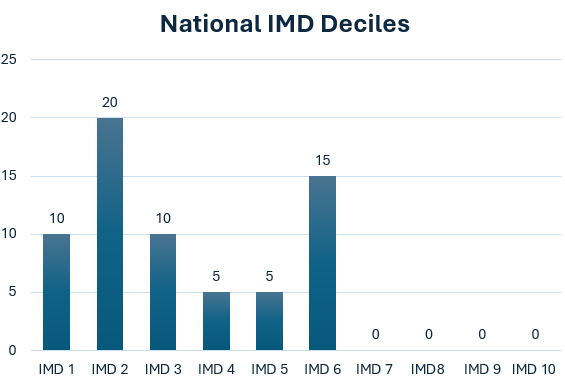 National IMD Deciles
25
20
15
10
5
0
10
20
10
5
5
15
0
0
0
0
IMD 1
IMD 2
IMD 3
IMD 4
IMD 5
IMD 6
IMD 7
IMD8
IMD 9
IMD 10